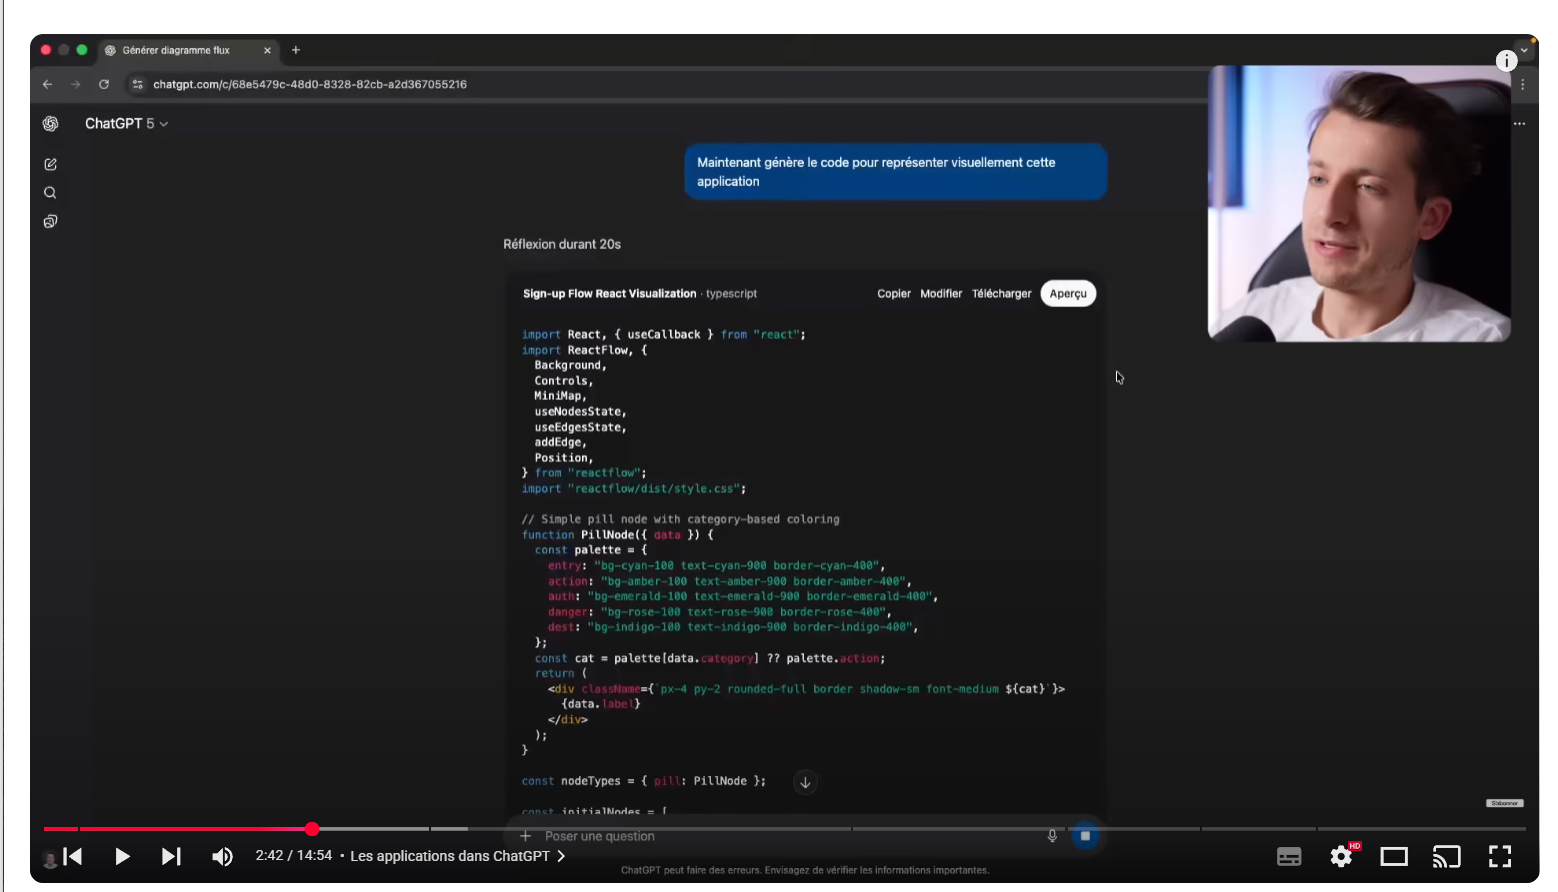 Générer diagramme flux
chatgpt.com/c/68e5479c-48d0-8328-82cb-a2d367055216
ChatGPT 5
Maintenant génère le code pour représenter visuellement cette
application
Réflexion durant 20s
Sign-up Flow React Visualization · typescript
Copier Modifier Télécharger Aperçu
import React, { useCallback } from "react";
import ReactFlow, {
Background,
Controls,
MiniMap,
useNodesState,
useEdgesState,
addEdge,
Position,
} from "reactflow";
import "reactflow/dist/style.css";
// Simple pill node with category-based coloring
function PillNode({ data }) {
const palette = {
entry: "bg-cyan-100 text-cyan-900 border-cyan-400",
action: "bg-amber-100 text-amber-900 border-amber-400",
auth: "bg-emerald-100 text-emerald-900 border-emerald-400",
danger: "bg-rose-100 text-rose-900 border-rose-400",
dest: "bg-indigo-100 text-indigo-900 border-indigo-400",
};
const cat = palette[data.category] ?? palette.action;
return (
<div className={`px-4 py-2 rounded-full border shadow-sm font-medium ${cat}`}>
{data.label}
</div>
);
}
const nodeTypes = { pill: PillNode };
const initialNodes = [
S'abonner
Poser une question
2:42 / 14:54 • Les applications dans ChatGPT
HD
ChatGPT peut faire des erreurs. Envisagez de vérifier les informations importantes.